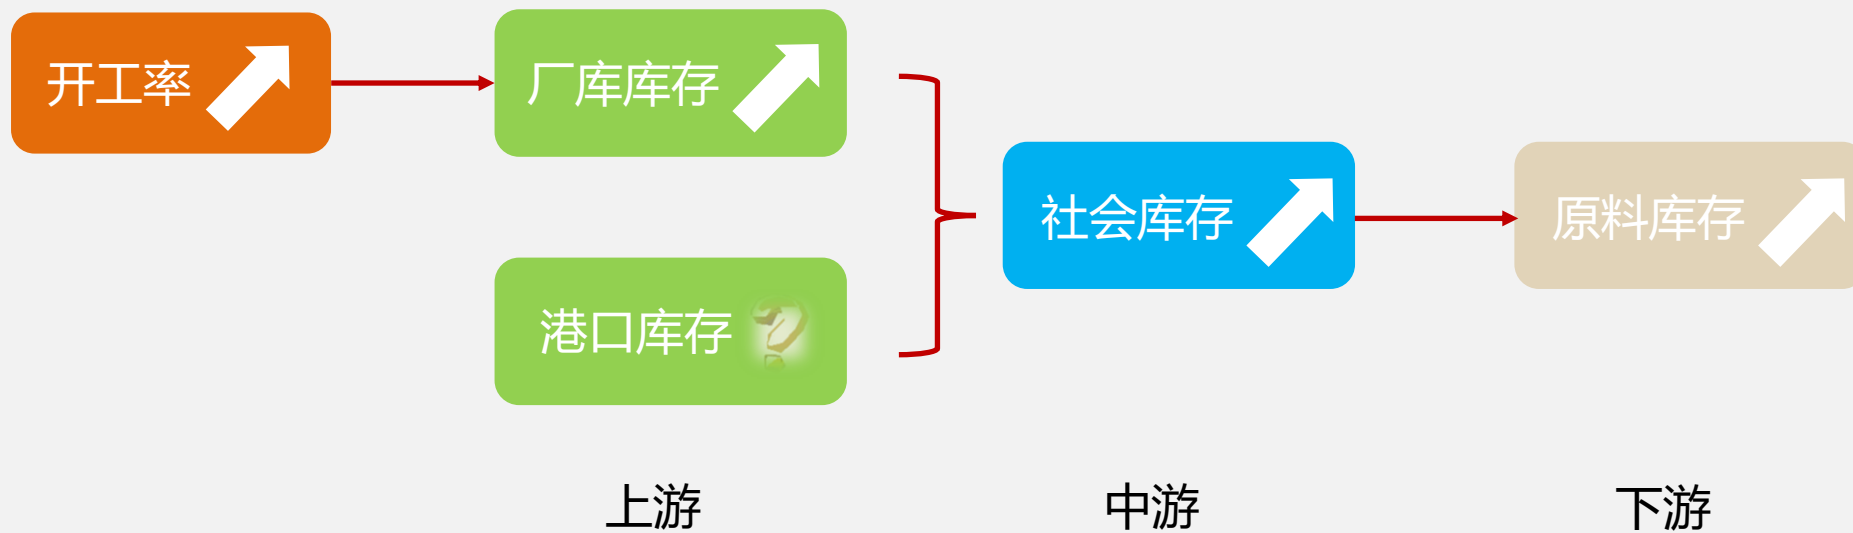 开工率
厂库库存
港口库存
社会库存
原料库存
上游
中游
下游